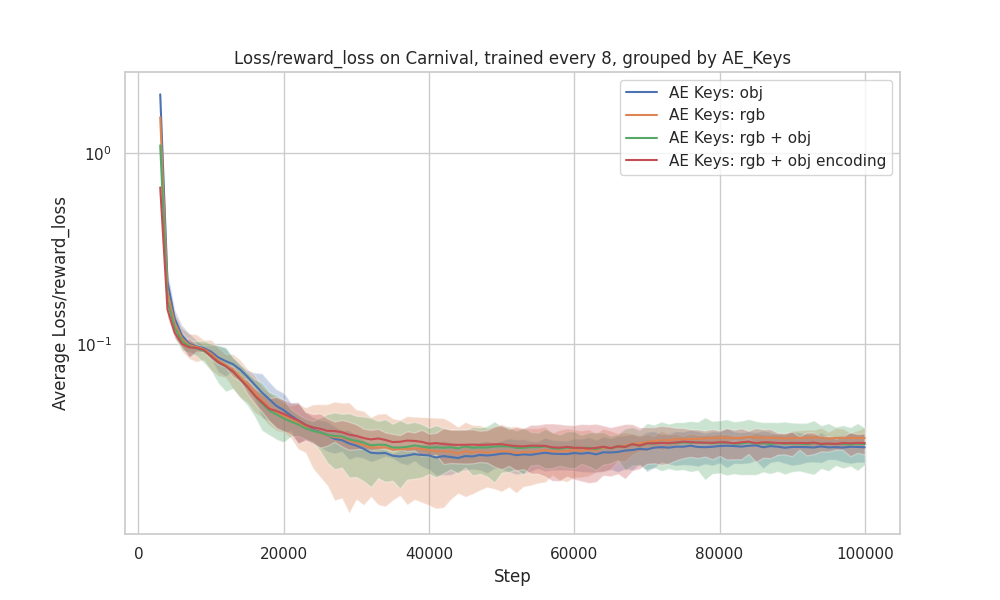 Loss/reward_loss on Carnival, trained every 8, grouped by AE_Keys
AE Keys: obj
AE Keys: rgb
AE Keys: rgb + obj
AE Keys: rgb + obj encoding
Average Loss/reward_loss
10⁰
10⁻¹
0 20000 40000 60000 80000 100000
Step